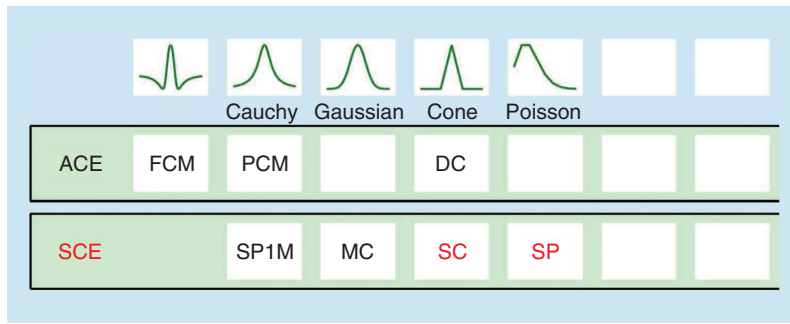 Cauchy Gaussian Cone Poisson
ACE FCM PCM DC
SCE SP1M MC SC SP